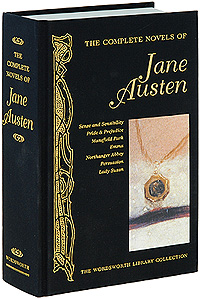 THE COMPLETE
NOVELS OF
Jane
Austen
WORDSWORTH
THE COMPLETE NOVELS OF
Jane
Austen
Sense and Sensibility
Pride & Prejudice
Mansfield Park
Emma
Northanger Abbey
Persuasion
Lady Susan
THE WORDSWORTH LIBRARY COLLECTION